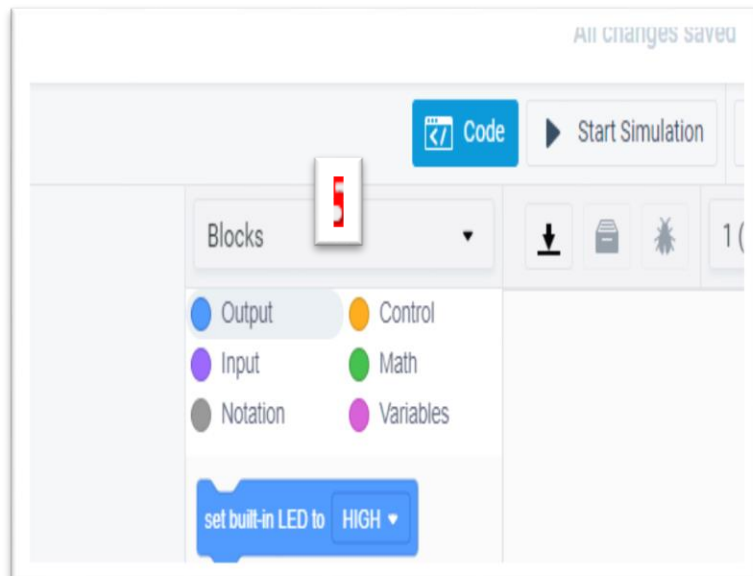 All changes saved
Code
Start Simulation
5
Blocks
1 (
Output
Control
Input
Math
Notation
Variables
set built-in LED to HIGH